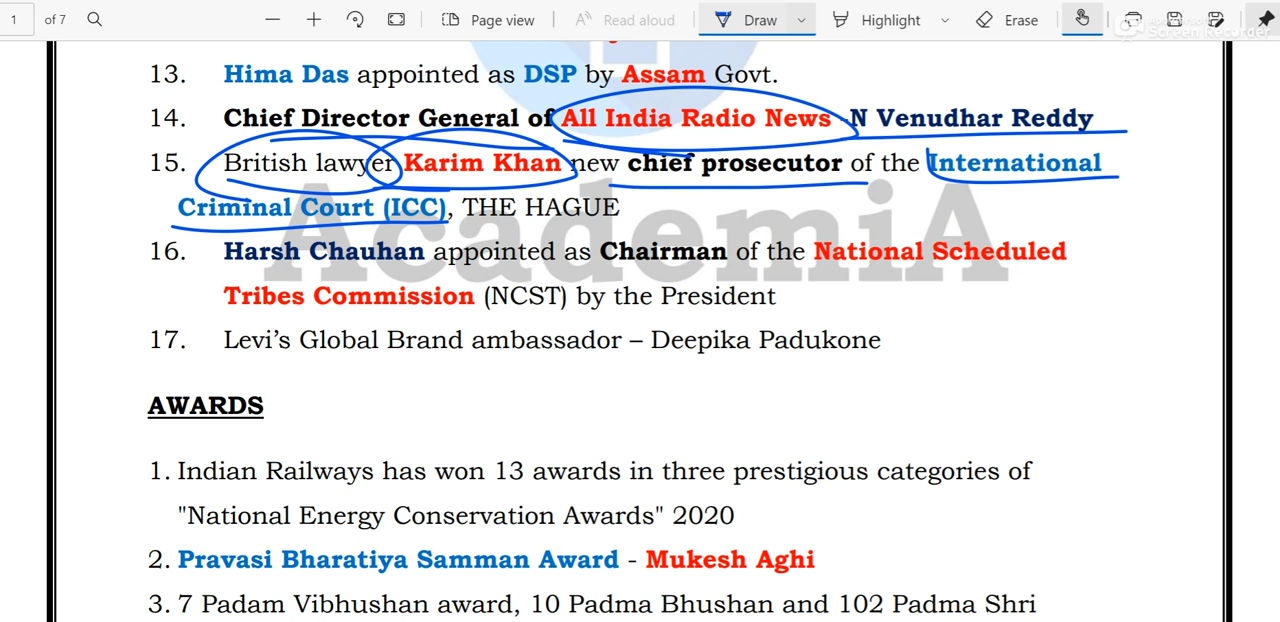 1 of 7 Page view Read aloud Draw Highlight Erase
Screen Recorder
13. Hima Das appointed as DSP by Assam Govt.
14. Chief Director General of All India Radio News -N Venudhar Reddy
15. British lawyer Karim Khan new chief prosecutor of the International
Criminal Court (ICC), THE HAGUE
16. Harsh Chauhan appointed as Chairman of the National Scheduled
Tribes Commission (NCST) by the President
17. Levi's Global Brand ambassador – Deepika Padukone
AcademiA
AWARDS
1. Indian Railways has won 13 awards in three prestigious categories of
"National Energy Conservation Awards" 2020
2. Pravasi Bharatiya Samman Award - Mukesh Aghi
3. 7 Padam Vibhushan award, 10 Padma Bhushan and 102 Padma Shri